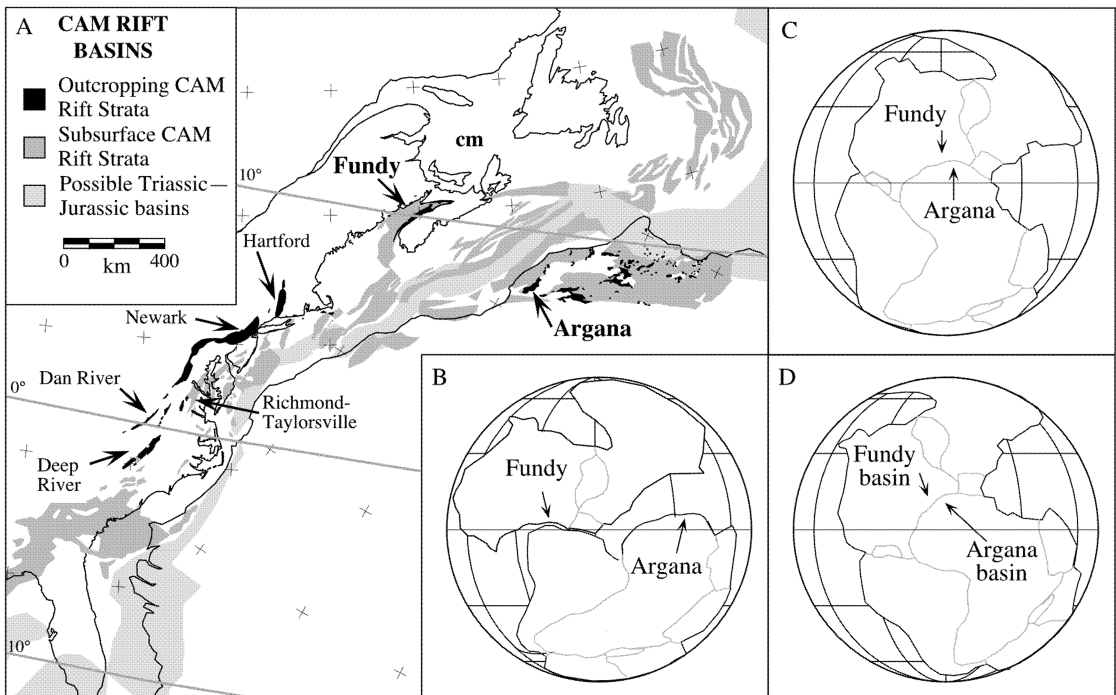 A
CAM RIFT
BASINS
Outcropping CAM
Rift Strata
Subsurface CAM
Rift Strata
Possible Triassic—
Jurassic basins
0 km 400
cm
Fundy
10°
Hartford
Newark
Argana
Dan River
0°
Richmond-
Taylorsville
Deep
River
10°
B
Fundy
Argana
C
Fundy
Argana
D
Fundy
basin
Argana
basin